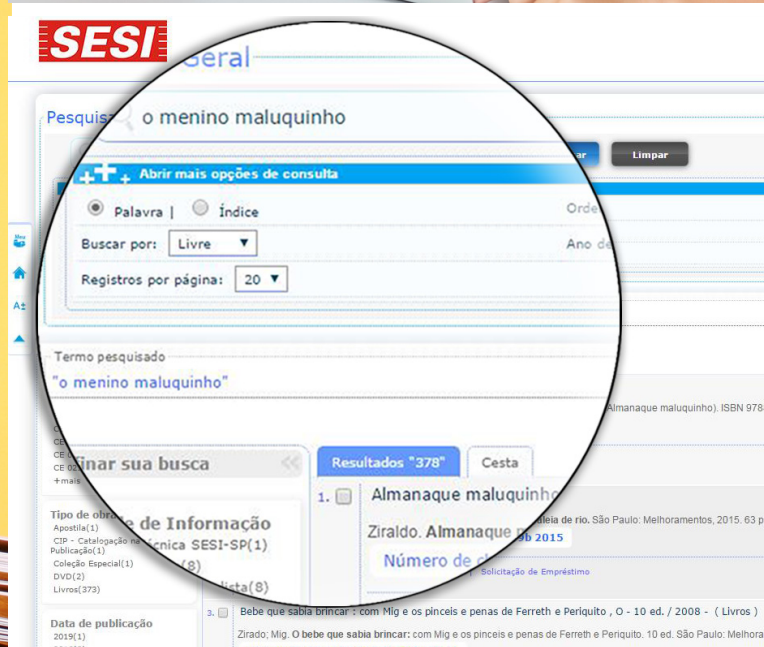 SESI
Geral
Pesquis
o menino maluquinho
ar
Limpar
Abrir mais opções de consulta
Palavra | Índice
Orde
Buscar por: Livre
Ano de
Registros por página: 20
Menu
A±
Termo pesquisado
"o menino maluquinho"
Almanaque maluquinho). ISBN 978
CE
CE 02
+mais
inar sua busca
Resultados "378"
Cesta
1. Almanaque maluquinho
Ziraldo. Almanaque
aleia de rio. São Paulo: Melhoramentos, 2015. 63 p
9b 2015
Número de
Solicitação de Empréstimo
Tipo de obra
Apostila(1)
CIP - Catalogação na
Publicação(1)
Coleção Especial(1)
DVD(2)
Livros(373)
e de Informação
cnica SESI-SP(1)
(8)
lista(8)
3. Bebe que sabia brincar : com Mig e os pinceis e penas de Ferreth e Periquito , O - 10 ed. / 2008 - ( Livros )
Zirado; Mig. O bebe que sabia brincar: com Mig e os pinceis e penas de Ferreth e Periquito. 10 ed. São Paulo: Melhora
Data de publicação
2019(1)